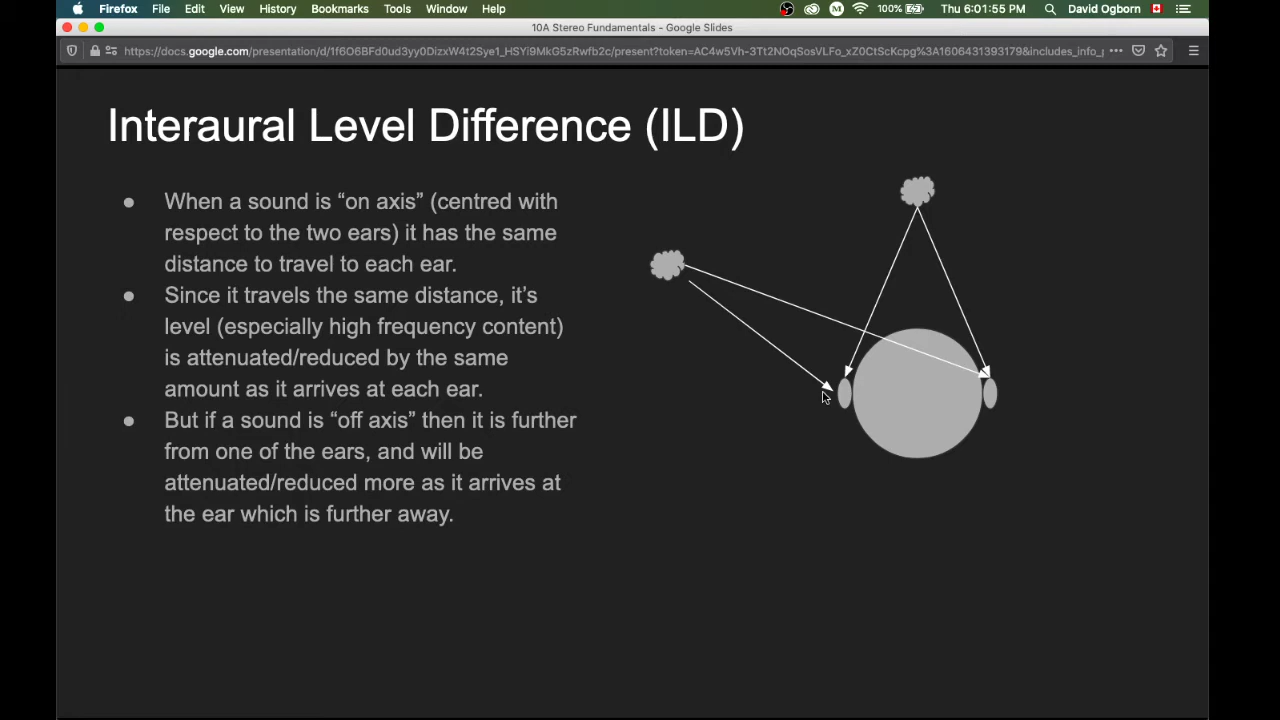 Firefox File Edit View History Bookmarks Tools Window Help 100% Thu 6:01:55 PM David Ogborn
10A Stereo Fundamentals - Google Slides
Interaural Level Difference (ILD)
● When a sound is “on axis” (centred with
respect to the two ears) it has the same
distance to travel to each ear.
● Since it travels the same distance, it’s
level (especially high frequency content)
is attenuated/reduced by the same
amount as it arrives at each ear.
● But if a sound is “off axis” then it is further
from one of the ears, and will be
attenuated/reduced more as it arrives at
the ear which is further away.